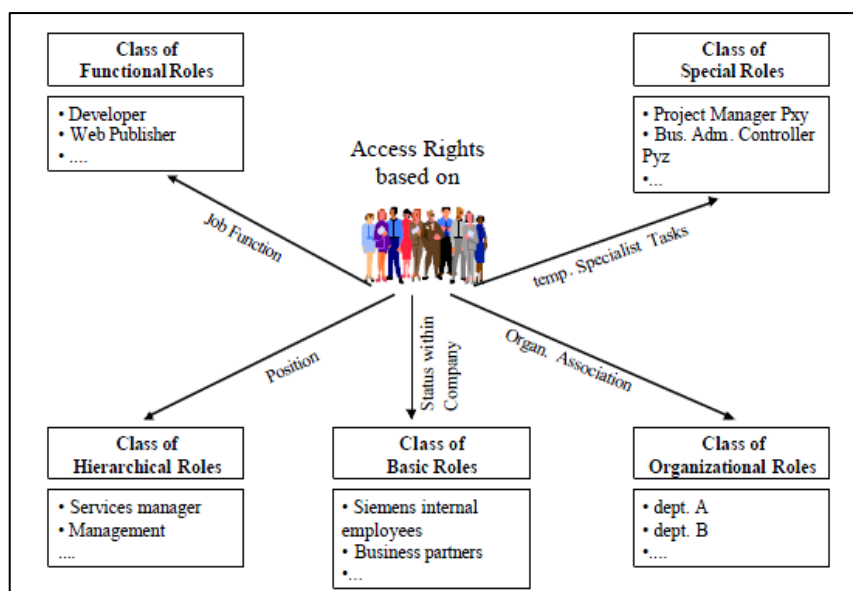 Class of
Functional Roles
• Developer
• Web Publisher
• ....
Class of
Special Roles
• Project Manager Pxy
• Bus. Adm. Controller
Pyz
•...
Access Rights
based on
Job Function
temp. Specialist Tasks
Position
Status within
Company
Organ. Association
Class of
Hierarchical Roles
• Services manager
• Management
....
Class of
Basic Roles
• Siemens internal
employees
• Business partners
•...
Class of
Organizational Roles
• dept. A
• dept. B
•....